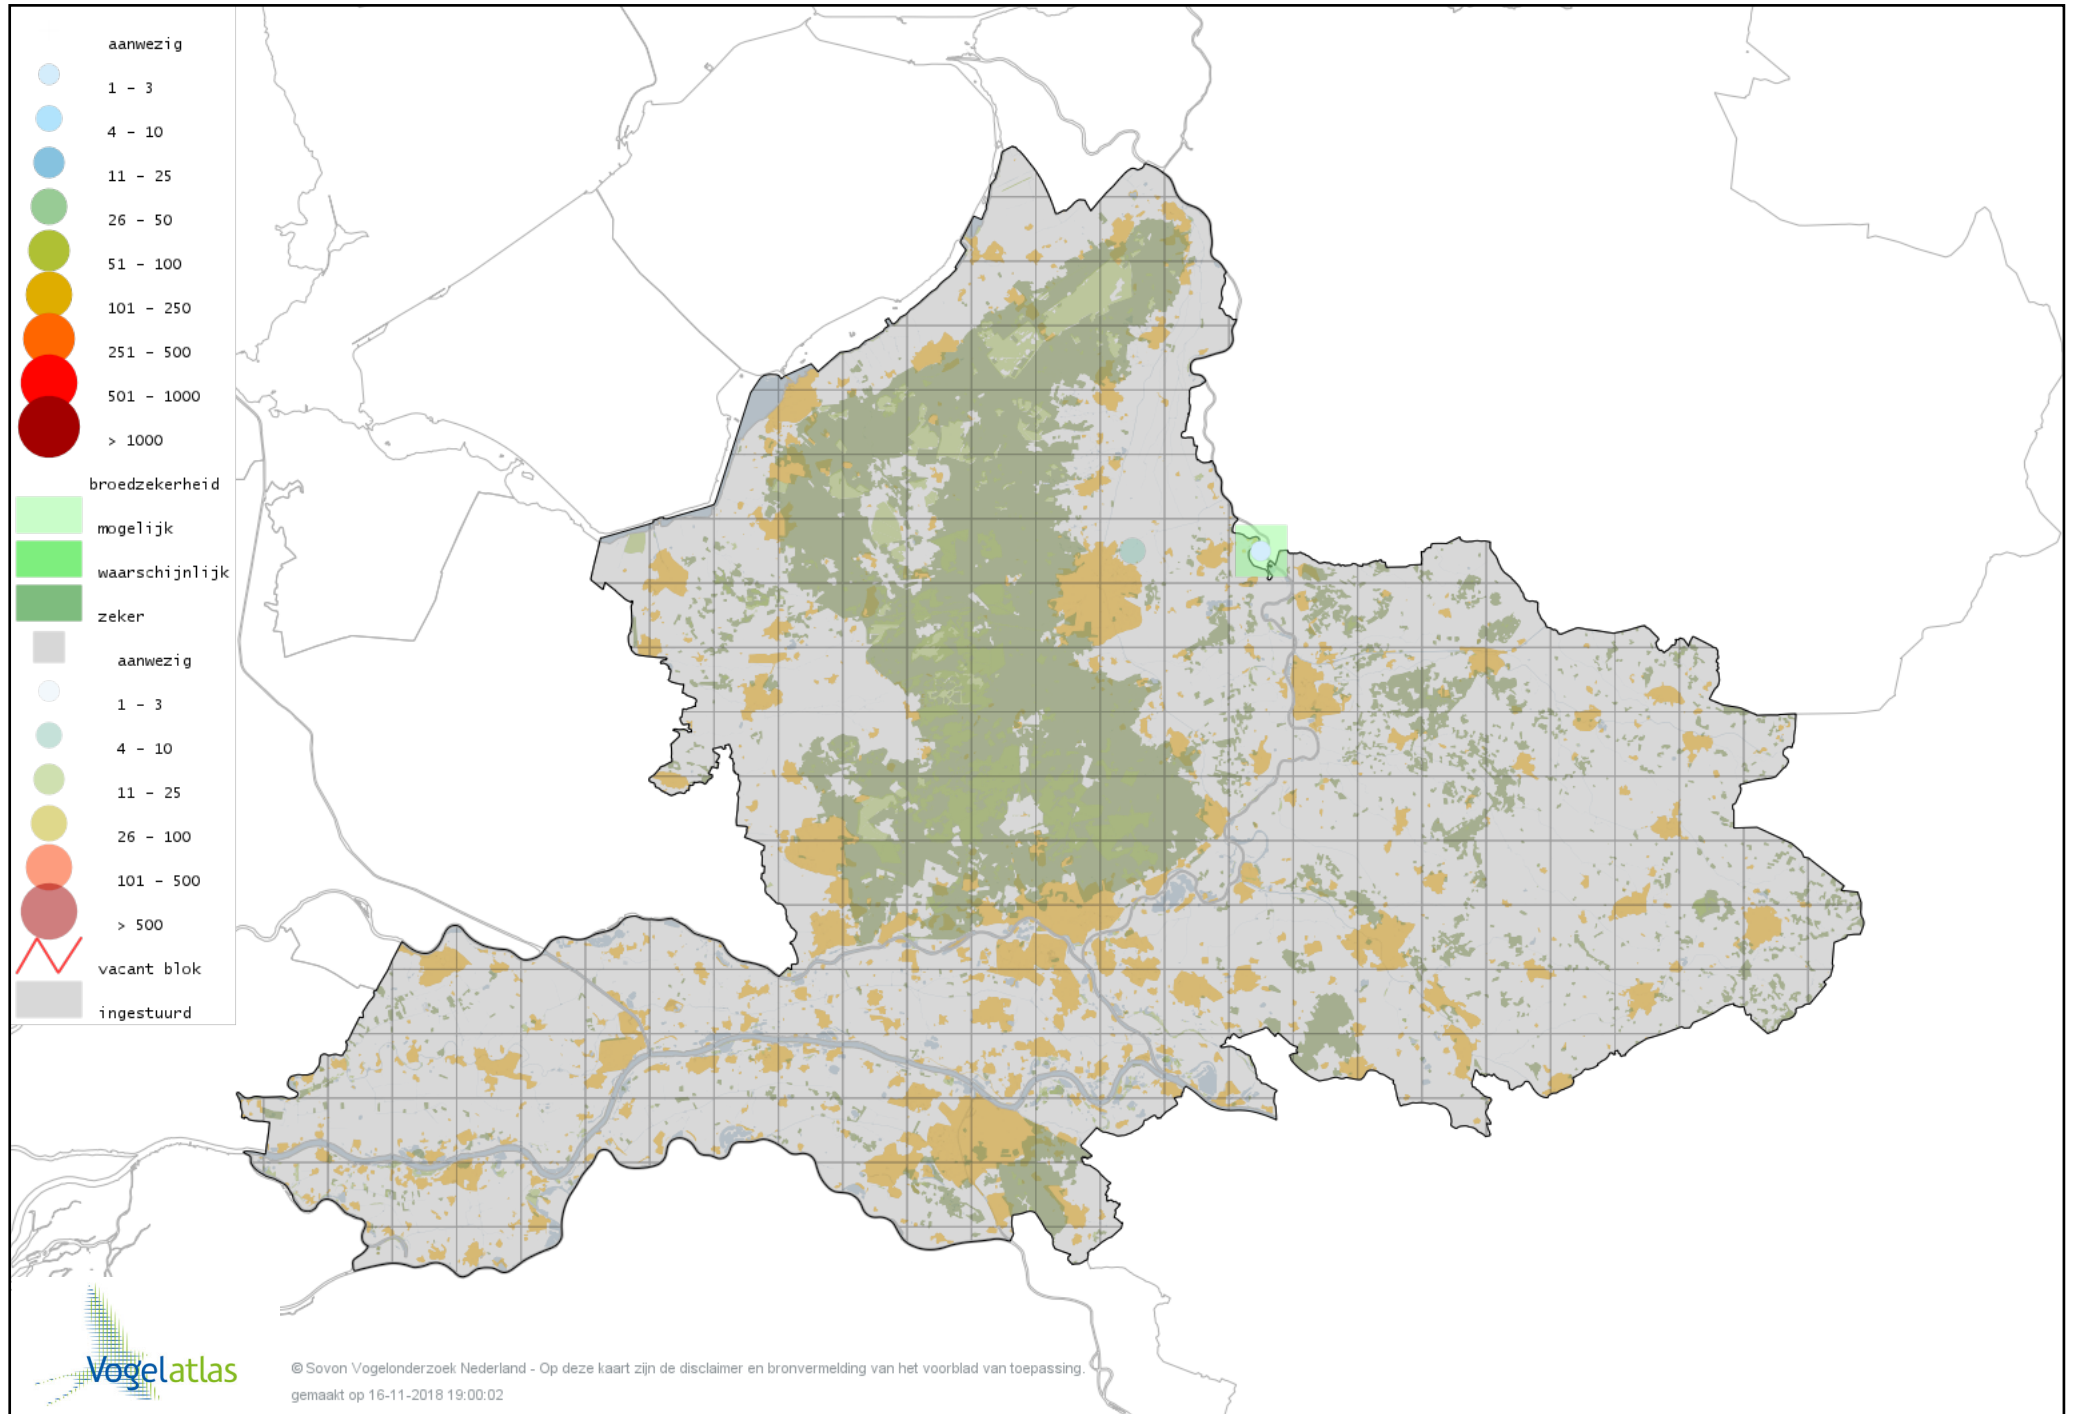 aanwezig
1 – 3
4 – 10
11 – 25
26 – 50
51 – 100
101 – 250
251 – 500
501 – 1000
> 1000
broedzekerheid
mogelijk
waarschijnlijk
zeker
aanwezig
1 – 3
4 – 10
11 – 25
26 – 100
101 – 500
> 500
vacant blok
ingestuurd
Vogelatlas
© Sovon Vogelonderzoek Nederland - Op deze kaart zijn de disclaimer en bronvermelding van het voorblad van toepassing.
gemaakt op 16-11-2018 19:00:02